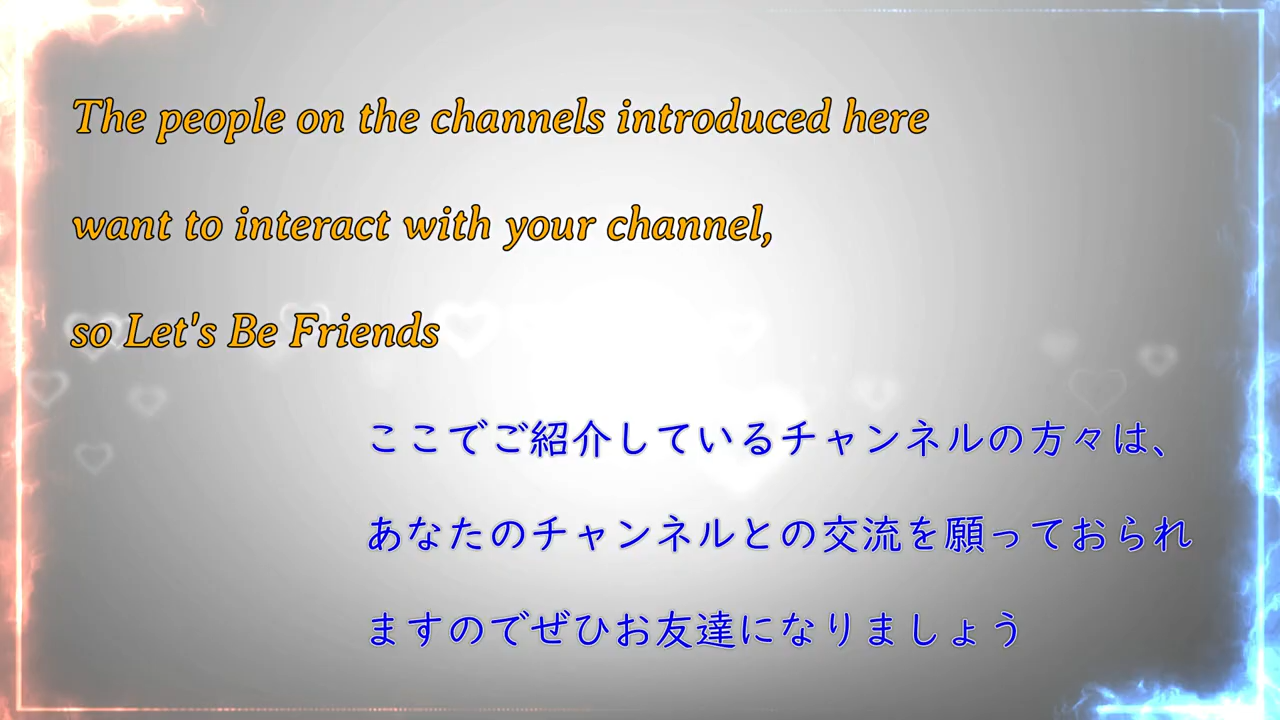 The people on the channels introduced here
want to interact with your channel,
so Let's Be Friends
ここでご紹介しているチャンネルの方々は、
あなたのチャンネルとの交流を願っておられ
ますのでぜひお友達になりましょう